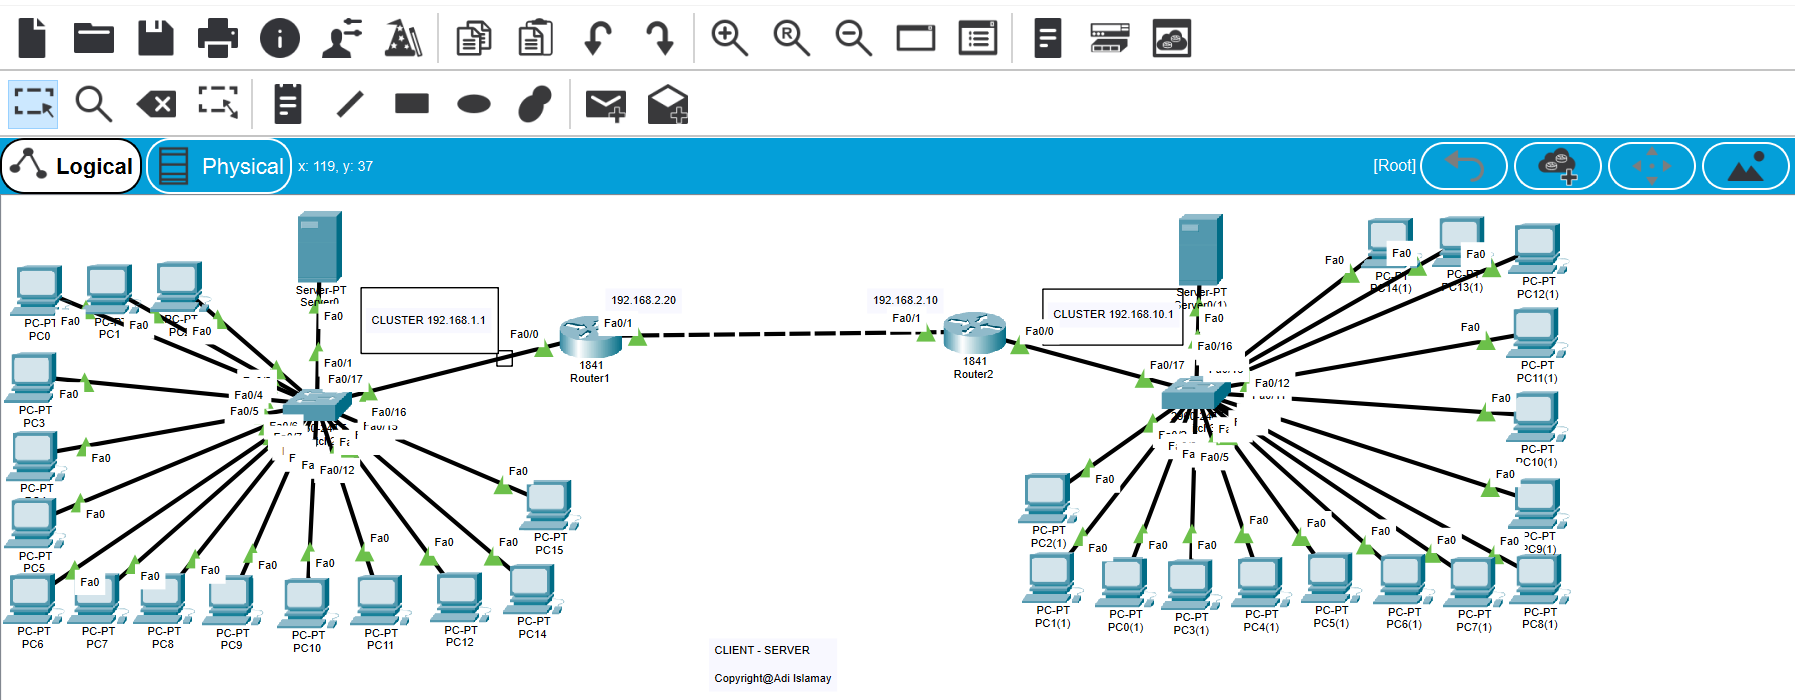 Logical
Physical
x: 119, y: 37
[Root]
Server-PT
Server0
CLUSTER 192.168.1.1
192.168.2.20
192.168.2.10
CLUSTER 192.168.10.1
Server-PT
Server0(1)
Fa0/0
Fa0/1
1841
Router1
Fa0/1
Fa0/0
1841
Router2
PC-PT
PC0
Fa0
PC-PT
PC1
Fa0
PC-PT
Fa0
Fa0
Fa0/1
Fa0/17
Fa0/4
Fa0/5
Fa0/16
Fa0/15
Fa0/12
PC-PT
PC3
Fa0
PC-PT
Fa0
PC-PT
PC5
Fa0
PC-PT
PC6
Fa0
PC-PT
PC7
Fa0
PC-PT
PC8
Fa0
PC-PT
PC9
Fa0
PC-PT
PC10
Fa0
PC-PT
PC11
Fa0
PC-PT
PC12
Fa0
PC-PT
PC14
Fa0
PC-PT
PC15
Fa0
Fa0
Fa0/16
Fa0/17
Fa0/12
Fa0/11
Fa0/5
Fa0
PC-PT
PC14(1)
Fa0
PC-PT
PC13(1)
Fa0
PC-PT
PC12(1)
Fa0
PC-PT
PC11(1)
Fa0
PC-PT
PC10(1)
Fa0
PC-PT
PC9(1)
Fa0
PC-PT
PC2(1)
Fa0
PC-PT
PC1(1)
Fa0
PC-PT
PC0(1)
Fa0
PC-PT
PC3(1)
Fa0
PC-PT
PC4(1)
Fa0
PC-PT
PC5(1)
Fa0
PC-PT
PC6(1)
Fa0
PC-PT
PC7(1)
Fa0
PC-PT
PC8(1)
CLIENT - SERVER
Copyright@Adi Islamay